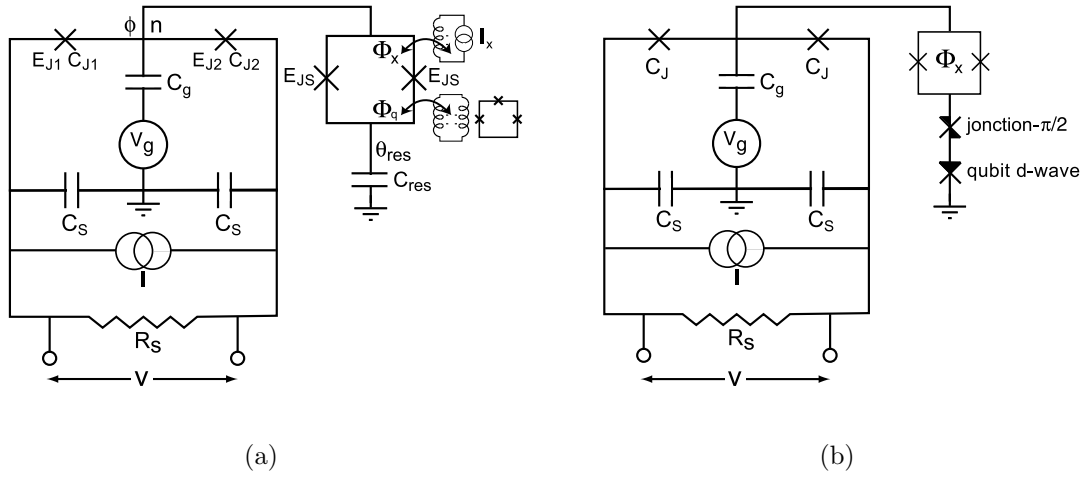 ϕ n
E_J1 C_J1 E_J2 C_J2
C_g
V_g
C_S C_S
I
R_S
V
Φ_x I_x
E_JS E_JS
Φ_q
θ_res
C_res
(a)
C_J C_J
C_g
V_g
C_S C_S
I
R_S
V
Φ_x
jonction-π/2
qubit d-wave
(b)